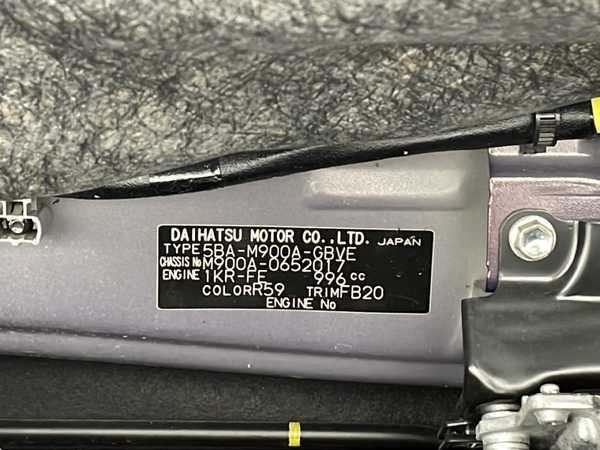 DAIHATSU MOTOR CO.,LTD. JAPAN
TYPE 5BA-M900A-GBVE
CHASSIS No M900A-0652017
ENGINE 1KR-FE 996 cc
COLOR R59 TRIM FB20
ENGINE No